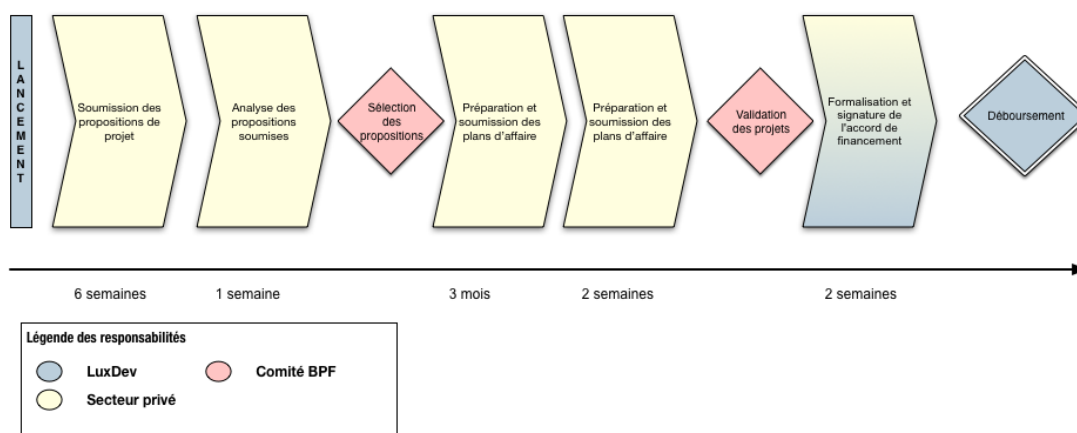 LANCEMENT
Soumission des
propositions de
projet
Analyse des
propositions
soumises
Sélection
des
propositions
Préparation et
soumission des
plans d'affaire
Préparation et
soumission des
plans d'affaire
Validation
des projets
Formalisation et
signature de
l'accord de
financement
Déboursement
6 semaines
1 semaine
3 mois
2 semaines
2 semaines
Légende des responsabilités
LuxDev
Comité BPF
Secteur privé